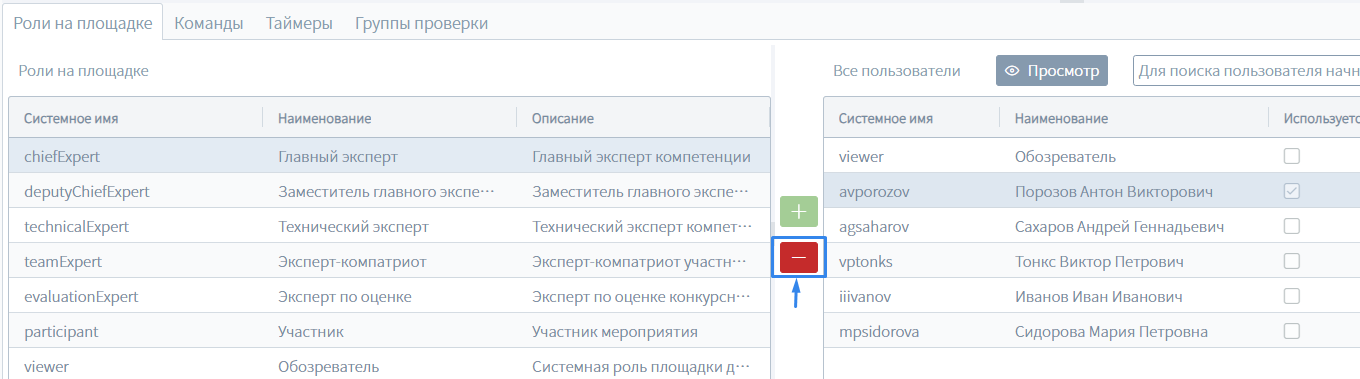 Роли на площадке Команды Таймеры Группы проверки
Роли на площадке
Системное имя Наименование Описание
chiefExpert Главный эксперт Главный эксперт компетенции
deputyChiefExpert Заместитель главного экспе··· Заместитель главного экспе···
technicalExpert Технический эксперт Технический эксперт компет···
teamExpert Эксперт-компатриот Эксперт-компатриот участн···
evaluationExpert Эксперт по оценке Эксперт по оценке конкурсн···
participant Участник Участник мероприятия
viewer Обозреватель Системная роль площадки д···
Все пользователи Просмотр Для поиска пользователя начн
Системное имя Наименование Используетс
viewer Обозреватель
avporozov Порозов Антон Викторович
agsaharov Сахаров Андрей Геннадьевич
vptonks Тонкс Виктор Петрович
iiivanov Иванов Иван Иванович
mpsidorova Сидорова Мария Петровна